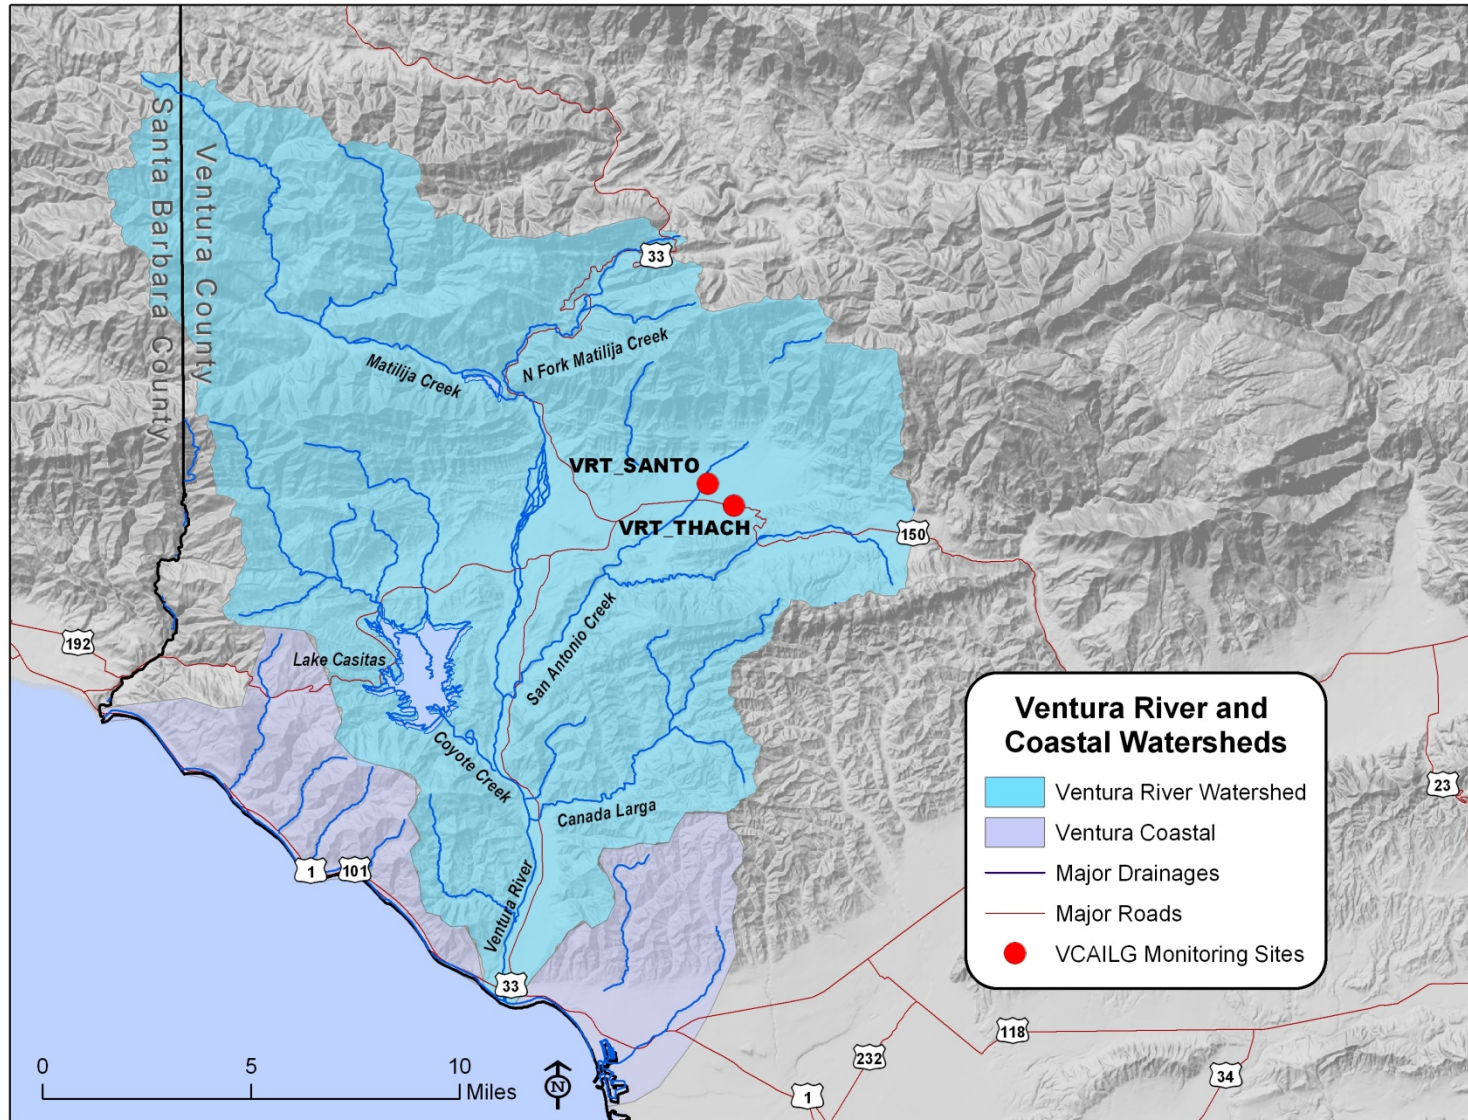 Santa Barbara County
Ventura County
33
Matilija Creek
N Fork Matilija Creek
VRT_SANTO
VRT_THACH
150
192
Lake Casitas
San Antonio Creek
Coyote Creek
Canada Larga
Ventura River
1
101
33
Ventura River and
Coastal Watersheds
Ventura River Watershed
Ventura Coastal
Major Drainages
Major Roads
VCAILG Monitoring Sites
23
118
232
34
1
0 5 10
Miles
N